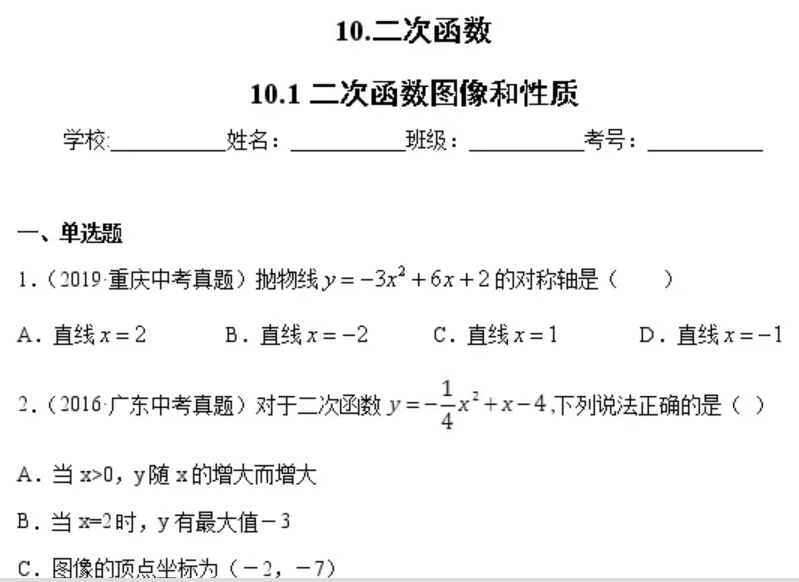 10.二次函数
10.1 二次函数图像和性质
学校:__________姓名：__________班级：__________考号：__________
一、单选题
1.（2019·重庆中考真题）抛物线 y=-3x²+6x+2 的对称轴是（　　）
A．直线 x=2　B．直线 x=-2　C．直线 x=1　D．直线 x=-1
2.（2016·广东中考真题）对于二次函数 y=-\frac{1}{4}x²+x-4,下列说法正确的是（ ）
A．当 x>0，y 随 x 的增大而增大
B．当 x=2 时，y 有最大值－3
C．图像的顶点坐标为（－2，－7）